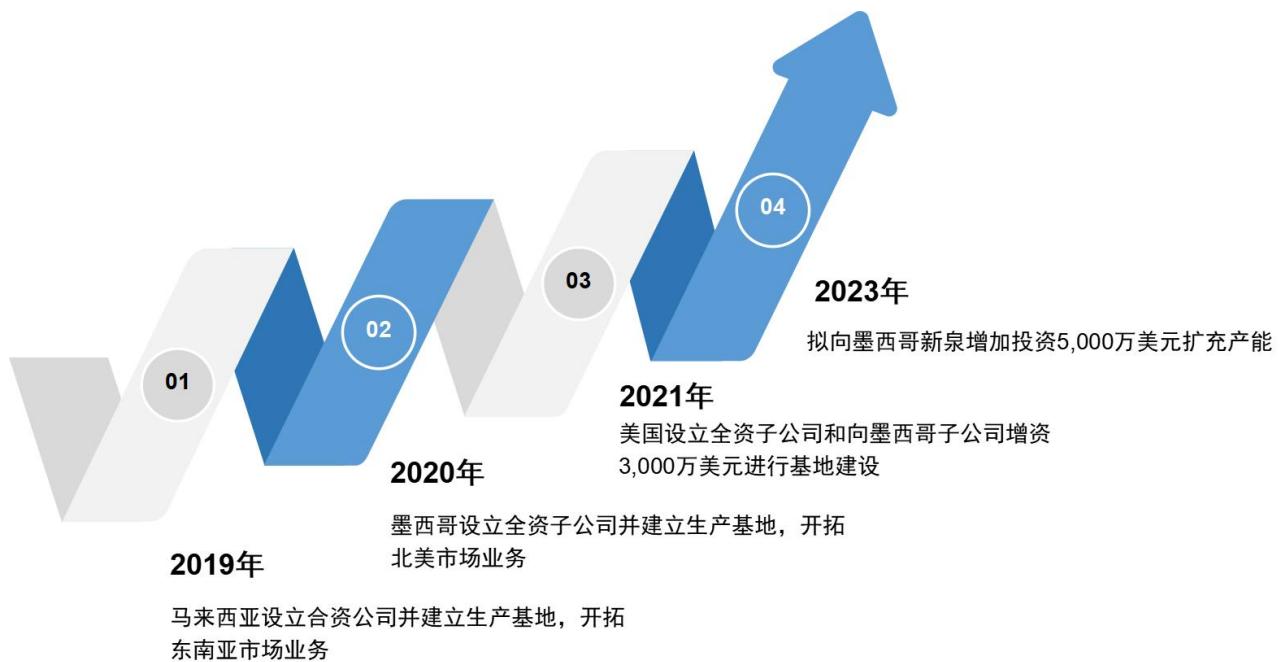 01
2019年
马来西亚设立合资公司并建立生产基地，开拓
东南亚市场业务
02
2020年
墨西哥设立全资子公司并建立生产基地，开拓
北美市场业务
03
2021年
美国设立全资子公司和向墨西哥子公司增资
3,000万美元进行基地建设
04
2023年
拟向墨西哥新泉增加投资5,000万美元扩充产能